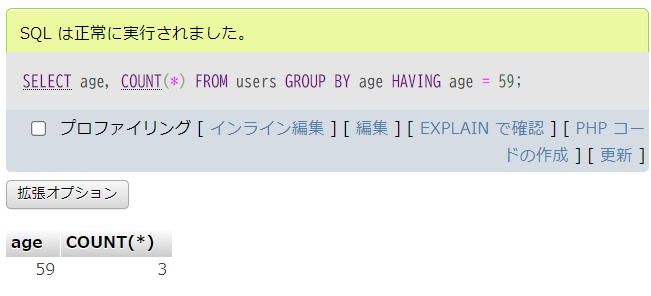 SQL は正常に実行されました。
SELECT age, COUNT(*) FROM users GROUP BY age HAVING age = 59;
プロファイリング [ インライン編集 ] [ 編集 ] [ EXPLAIN で確認 ] [ PHP コー
ドの作成 ] [ 更新 ]
拡張オプション
age COUNT(*)
59 3